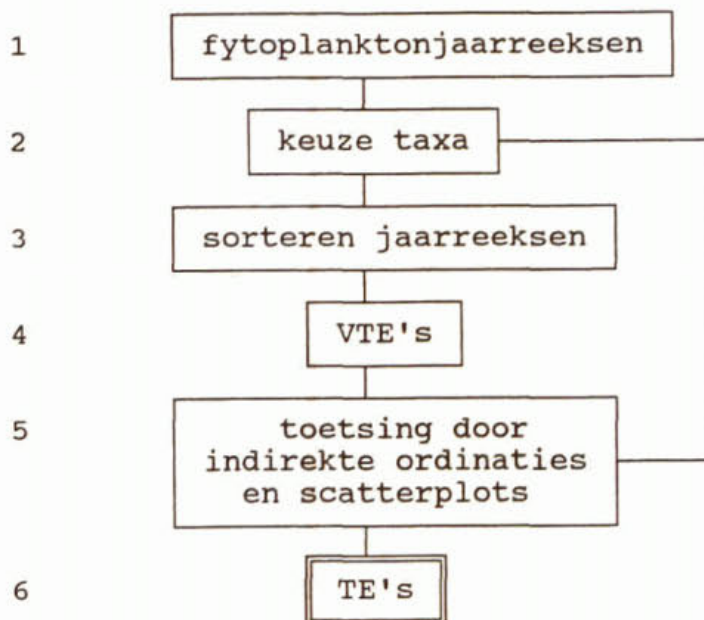 1 fytoplanktonjaarreeksen
2 keuze taxa
3 sorteren jaarreeksen
4 VTE's
5 toetsing door
indirekte ordinaties
en scatterplots
6 TE's